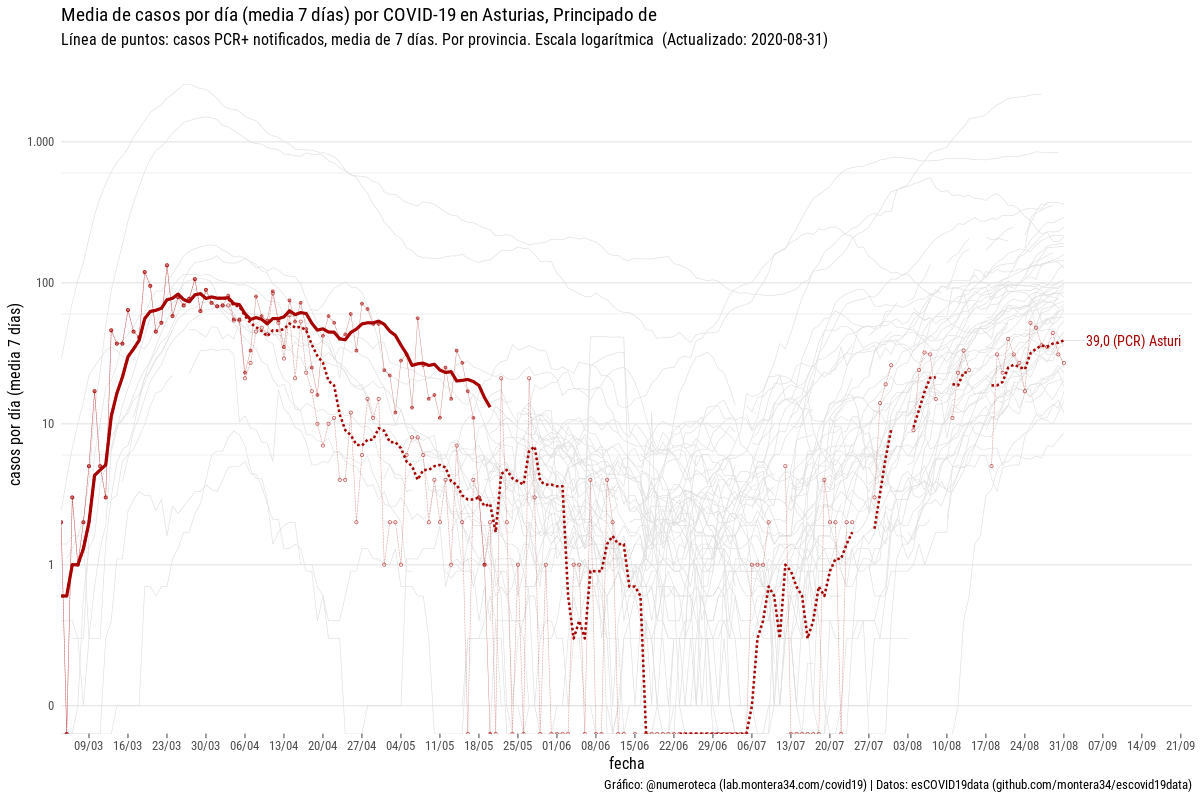 Media de casos por día (media 7 días) por COVID-19 en Asturias, Principado de
Línea de puntos: casos PCR+ notificados, media de 7 días. Por provincia. Escala logarítmica (Actualizado: 2020-08-31)
casos por día (media 7 días)
1.000
100
10
1
0
39,0 (PCR) Asturi
09/03 16/03 23/03 30/03 06/04 13/04 20/04 27/04 04/05 11/05 18/05 25/05 01/06 08/06 15/06 22/06 29/06 06/07 13/07 20/07 27/07 03/08 10/08 17/08 24/08 31/08 07/09 14/09 21/09
fecha
Gráfico: @numeroteca (lab.montera34.com/covid19) | Datos: esCOVID19data (github.com/montera34/escovid19data)